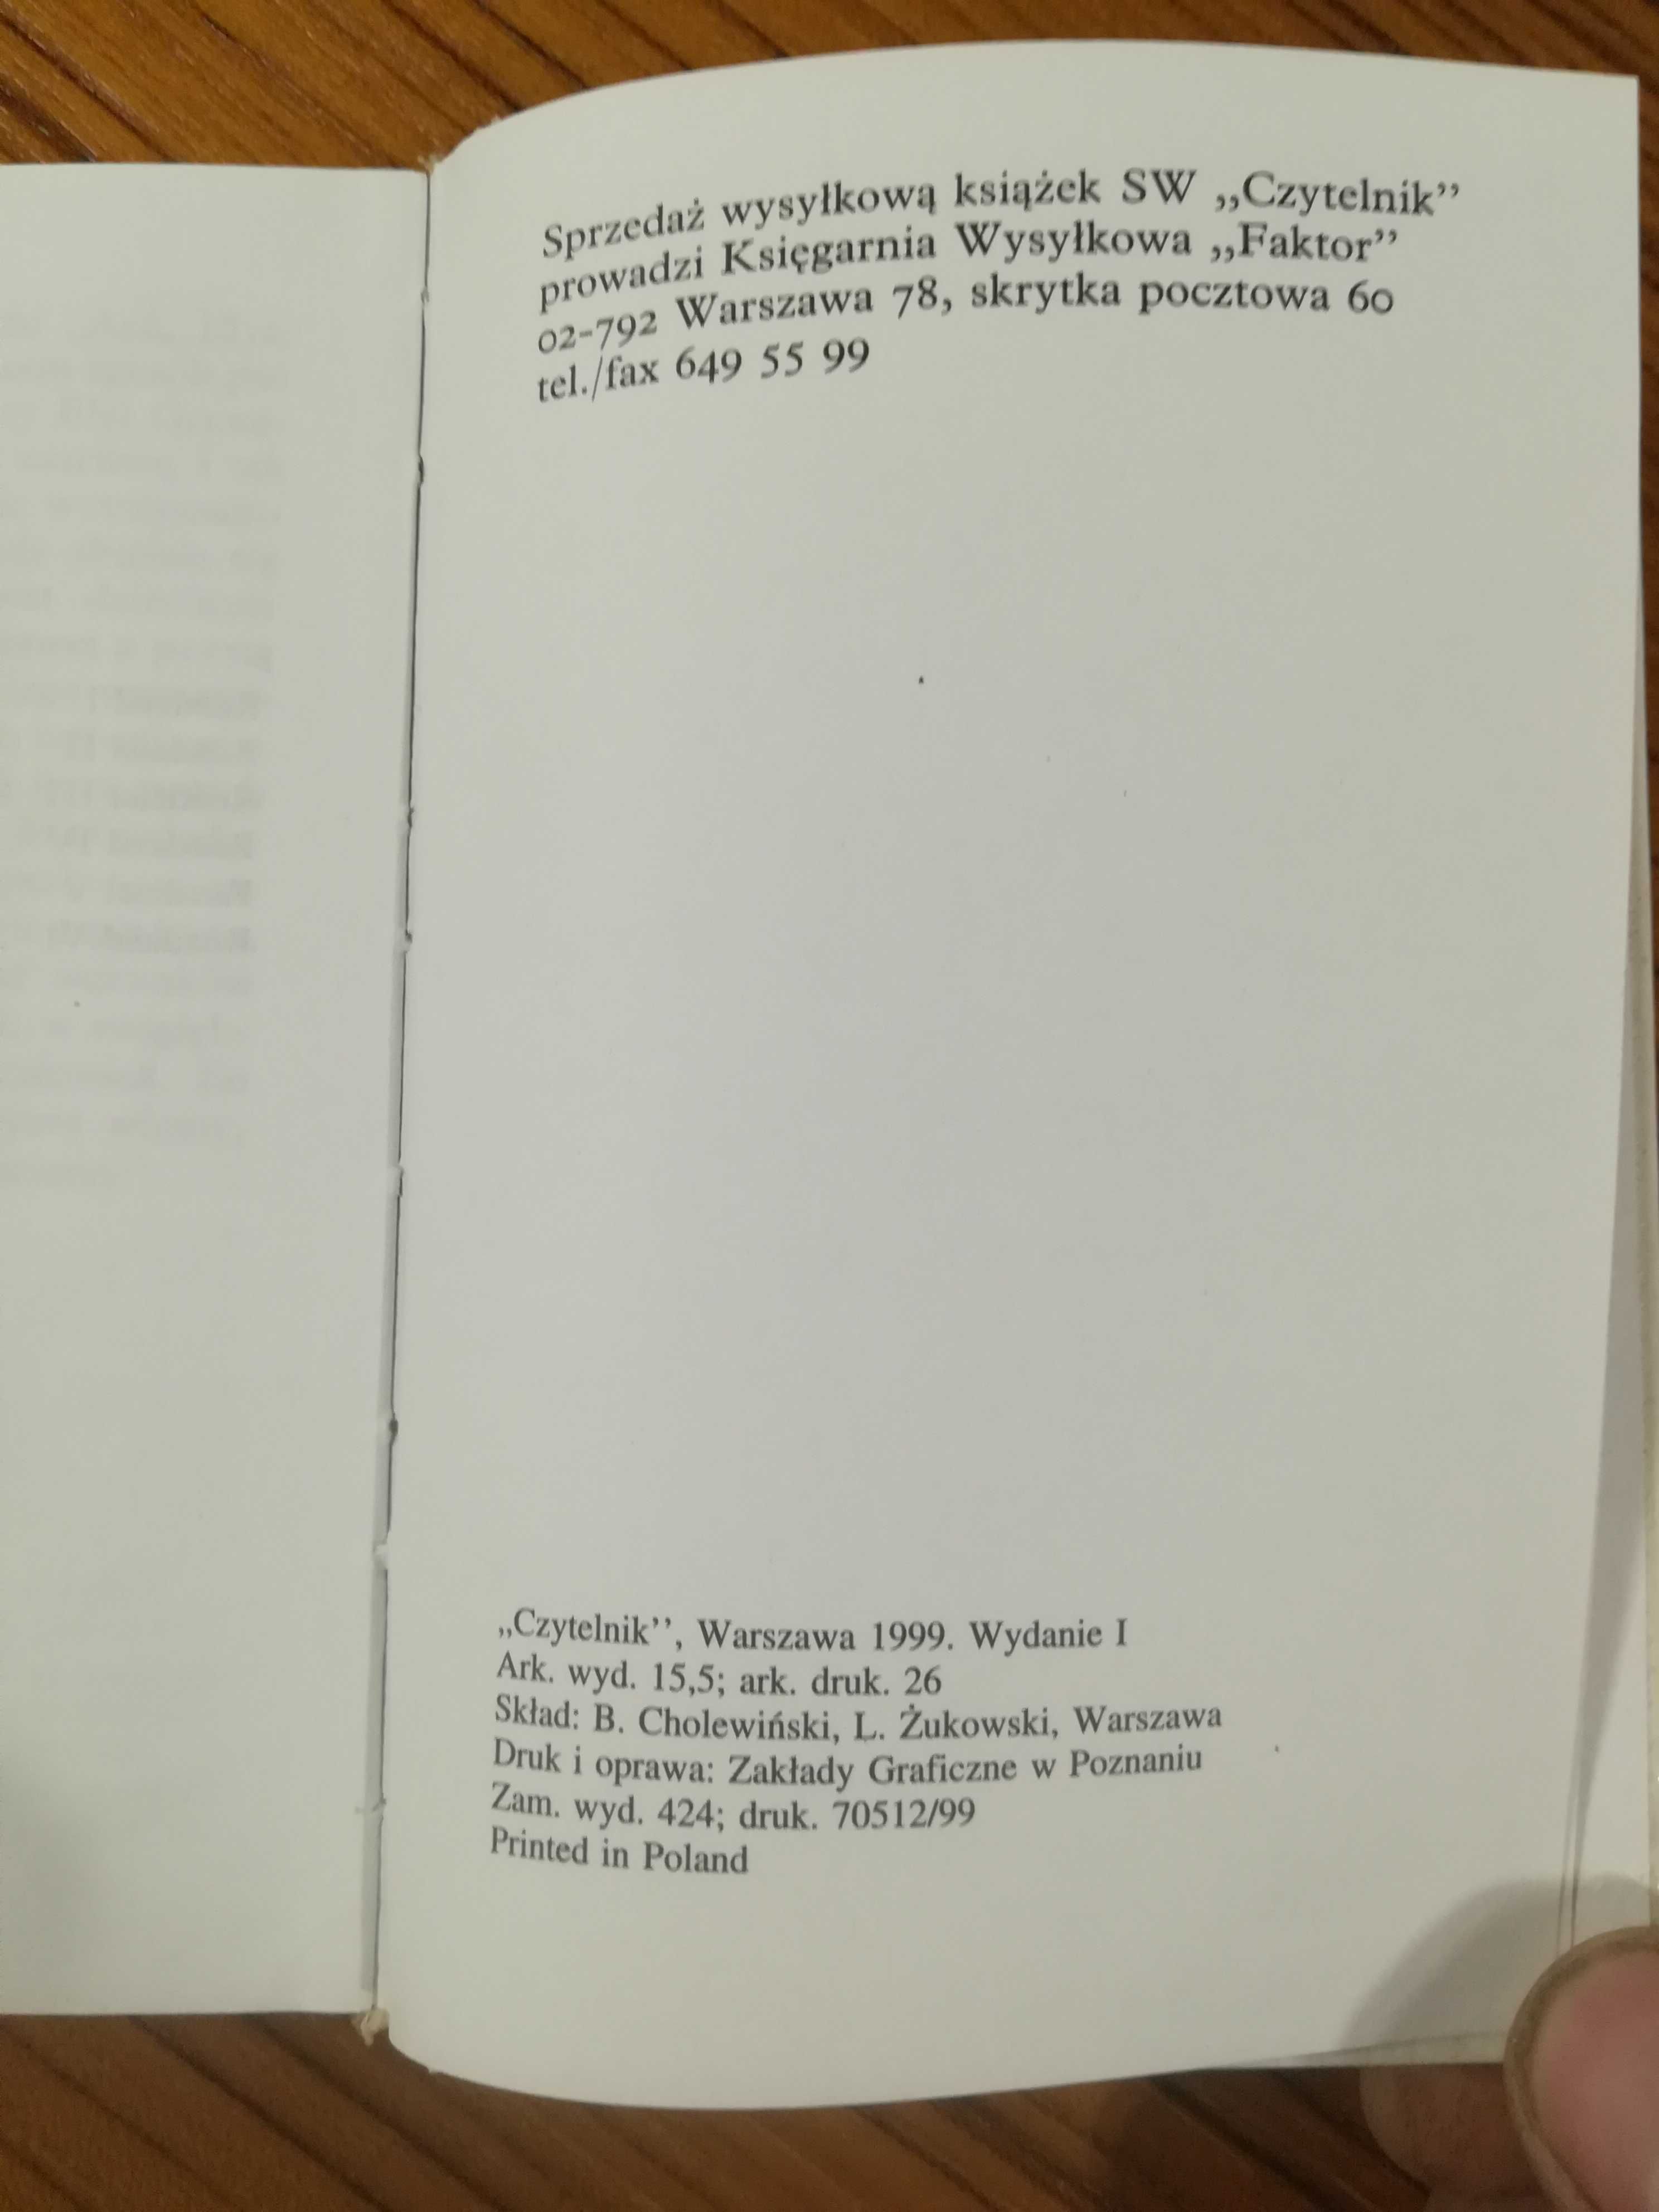 Sprzedaż wysyłkową książek SW „Czytelnik”
prowadzi Księgarnia Wysyłkowa „Faktor”
02-792 Warszawa 78, skrytka pocztowa 60
tel./fax 649 55 99
„Czytelnik”, Warszawa 1999. Wydanie I
Ark. wyd. 15,5; ark. druk. 26
Skład: B. Cholewiński, L. Żukowski, Warszawa
Druk i oprawa: Zakłady Graficzne w Poznaniu
Zam. wyd. 424; druk. 70512/99
Printed in Poland